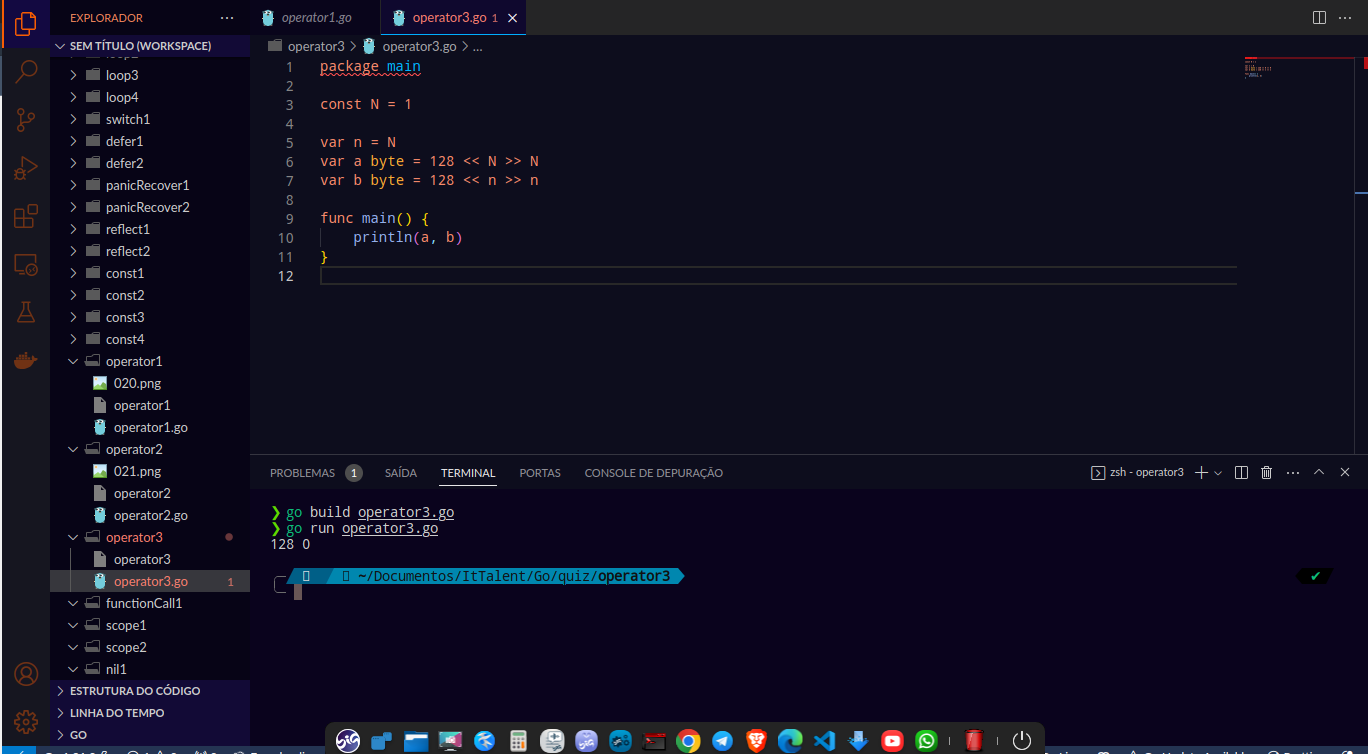 EXPLORADOR
operator1.go
operator3.go 1
SEM TÍTULO (WORKSPACE)
operator3 operator3.go ...
loop2
loop3
loop4
switch1
defer1
defer2
panicRecover1
panicRecover2
reflect1
reflect2
const1
const2
const3
const4
operator1
020.png
operator1
operator1.go
operator2
021.png
operator2
operator2.go
operator3
operator3
operator3.go 1
functionCall1
scope1
scope2
nil1
ESTRUTURA DO CÓDIGO
LINHA DO TEMPO
GO
1 package main
2
3 const N = 1
4
5 var n = N
6 var a byte = 128 << N >> N
7 var b byte = 128 << n >> n
8
9 func main() {
10 println(a, b)
11 }
12
PROBLEMAS 1 SAÍDA TERMINAL PORTAS CONSOLE DE DEPURAÇÃO
zsh - operator3
❯ go build operator3.go
❯ go run operator3.go
128 0
~/Documentos/ItTalent/Go/quiz/operator3